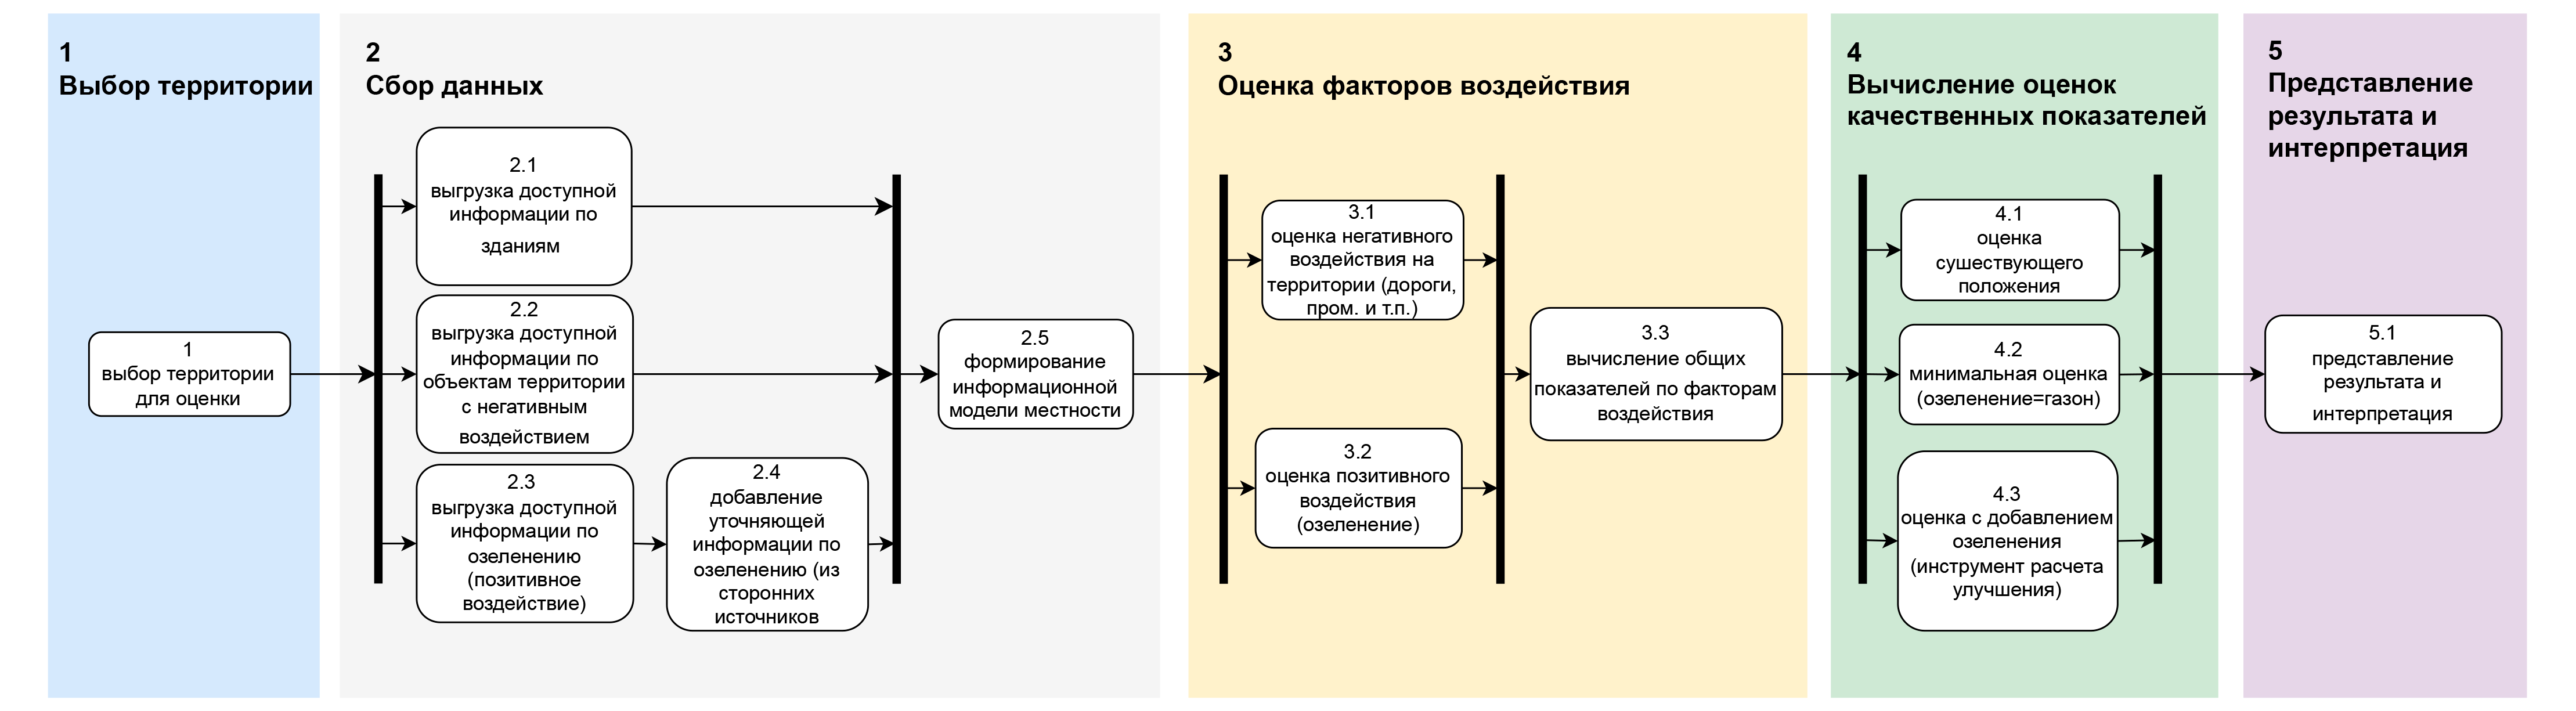 1
Выбор территории
1
выбор территории
для оценки
2
Сбор данных
2.1
выгрузка доступной
информации по
зданиям
2.2
выгрузка доступной
информации по
объектам территории
с негативным
воздействием
2.3
выгрузка доступной
информации по
озеленению
(позитивное
воздействие)
2.4
добавление
уточняющей
информации по
озеленению (из
сторонних
источников
2.5
формирование
информационной
модели местности
3
Оценка факторов воздействия
3.1
оценка негативного
воздействия на
территории (дороги,
пром. и т.п.)
3.2
оценка позитивного
воздействия
(озеленение)
3.3
вычисление общих
показателей по факторам
воздействия
4
Вычисление оценок
качественных показателей
4.1
оценка
сушествующего
положения
4.2
минимальная оценка
(озеленение=газон)
4.3
оценка с добавлением
озеленения
(инструмент расчета
улучшения)
5
Представление
результата и
интерпретация
5.1
представление
результата и
интерпретация